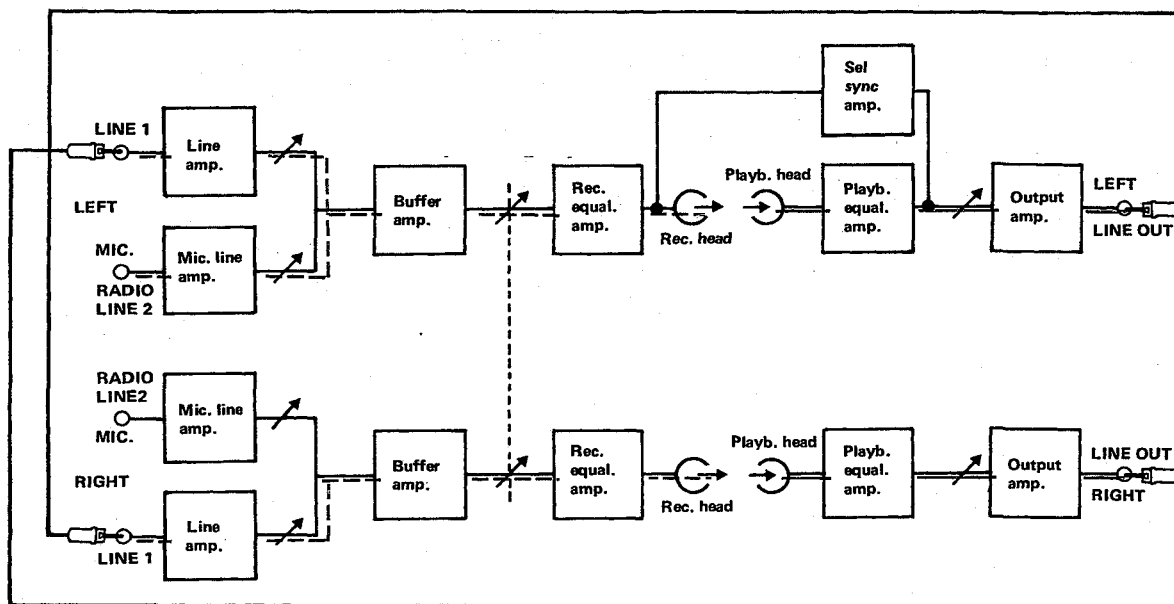 Sel
sync
amp.
LINE 1
Line
amp.
LEFT
MIC.
RADIO
LINE 2
Mic. line
amp.
Buffer
amp.
Rec.
equal.
amp.
Rec. head
Playb. head
Playb.
equal.
amp.
Output
amp.
LEFT
LINE OUT
RADIO
LINE2
MIC.
Mic. line
amp.
RIGHT
LINE 1
Line
amp.
Buffer
amp.
Rec.
equal.
amp.
Rec. head
Playb. head
Playb.
equal.
amp.
Output
amp.
LINE OUT
RIGHT